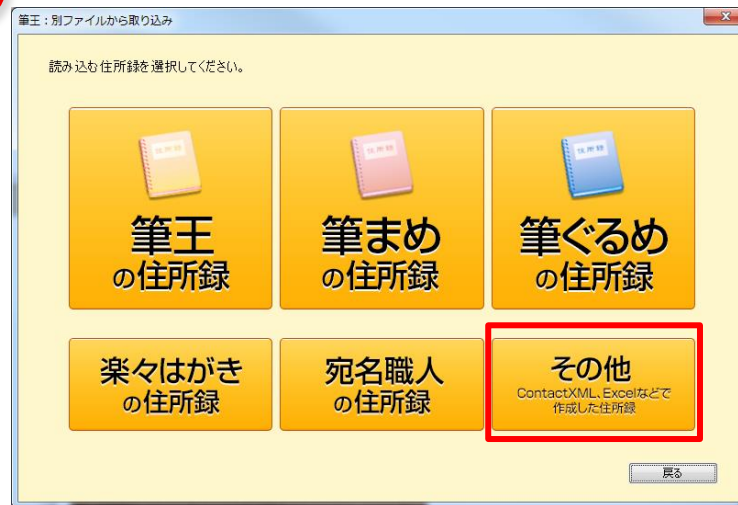 筆王:別ファイルから取り込み
読み込む住所録を選択してください。
住所録
住所録
住所録
筆王
の住所録
筆まめ
の住所録
筆ぐるめ
の住所録
楽々はがき
の住所録
宛名職人
の住所録
その他
ContactXML、Excelなどで
作成した住所録
戻る